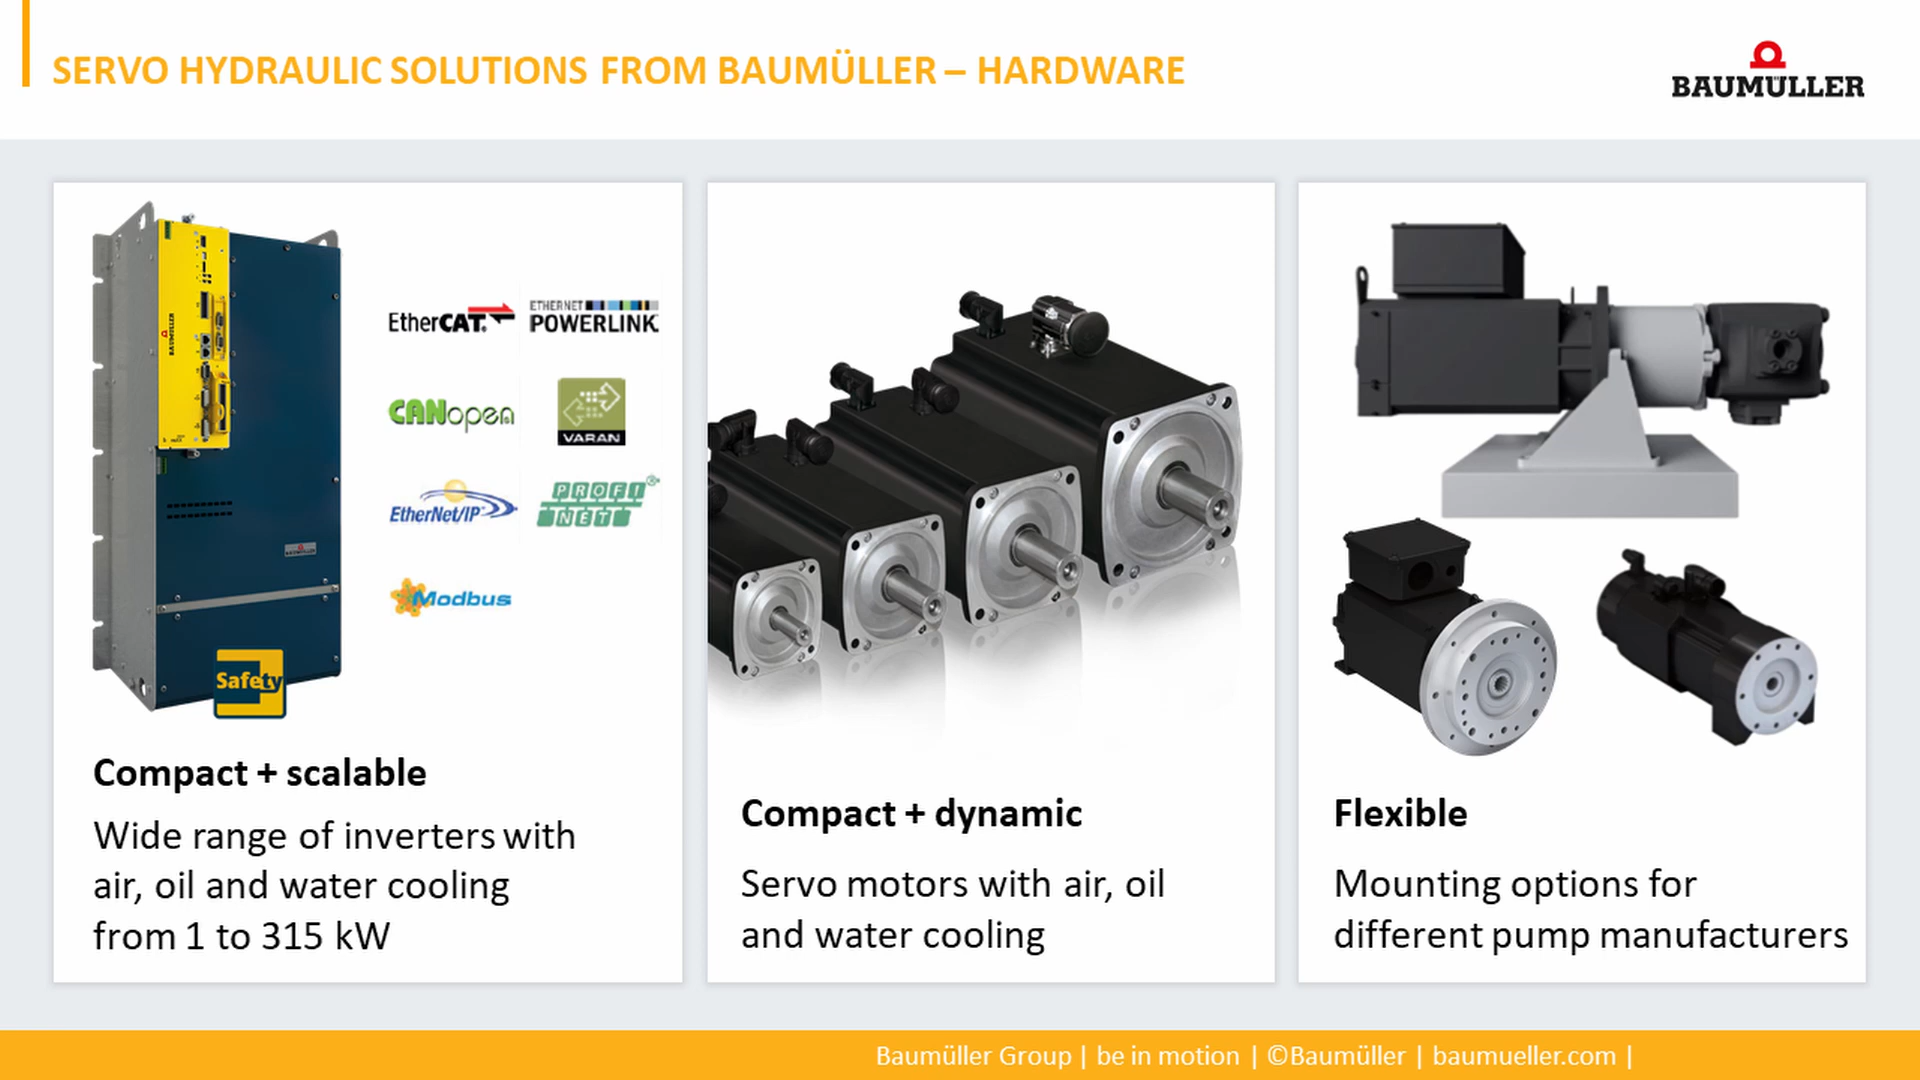 SERVO HYDRAULIC SOLUTIONS FROM BAUMÜLLER – HARDWARE
BAUMÜLLER
BAUMÜLLER
EtherCAT®
ETHERNET
POWERLINK
CANopen
VARAN
EtherNet/IP™
PROFI®
NET
Modbus
BAUMÜLLER
Safety
Compact + scalable
Wide range of inverters with
air, oil and water cooling
from 1 to 315 kW
Compact + dynamic
Servo motors with air, oil
and water cooling
Flexible
Mounting options for
different pump manufacturers
Baumüller Group | be in motion | ©Baumüller | baumueller.com |